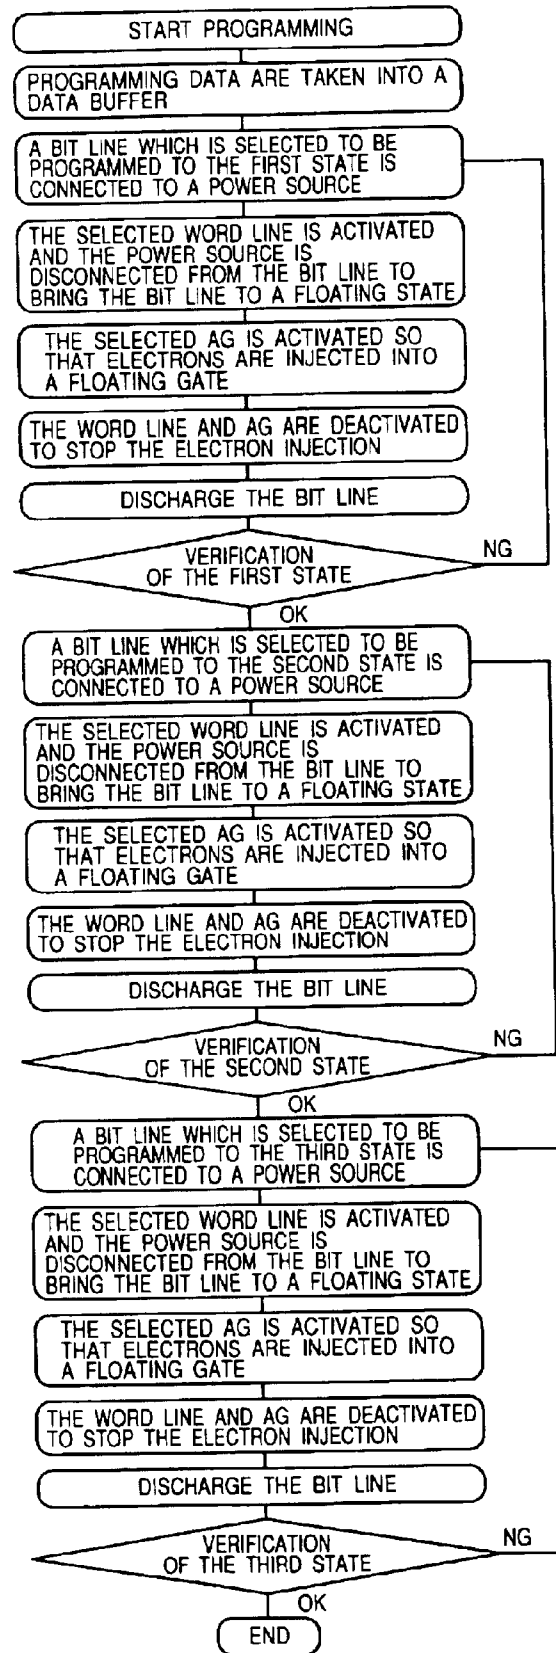 START PROGRAMMING
PROGRAMMING DATA ARE TAKEN INTO A
DATA BUFFER
A BIT LINE WHICH IS SELECTED TO BE
PROGRAMMED TO THE FIRST STATE IS
CONNECTED TO A POWER SOURCE
THE SELECTED WORD LINE IS ACTIVATED
AND THE POWER SOURCE IS
DISCONNECTED FROM THE BIT LINE TO
BRING THE BIT LINE TO A FLOATING STATE
THE SELECTED AG IS ACTIVATED SO
THAT ELECTRONS ARE INJECTED INTO
A FLOATING GATE
THE WORD LINE AND AG ARE DEACTIVATED
TO STOP THE ELECTRON INJECTION
DISCHARGE THE BIT LINE
VERIFICATION
OF THE FIRST STATE
NG
OK
A BIT LINE WHICH IS SELECTED TO BE
PROGRAMMED TO THE SECOND STATE IS
CONNECTED TO A POWER SOURCE
THE SELECTED WORD LINE IS ACTIVATED
AND THE POWER SOURCE IS
DISCONNECTED FROM THE BIT LINE TO
BRING THE BIT LINE TO A FLOATING STATE
THE SELECTED AG IS ACTIVATED SO
THAT ELECTRONS ARE INJECTED INTO
A FLOATING GATE
THE WORD LINE AND AG ARE DEACTIVATED
TO STOP THE ELECTRON INJECTION
DISCHARGE THE BIT LINE
VERIFICATION
OF THE SECOND STATE
NG
OK
A BIT LINE WHICH IS SELECTED TO BE
PROGRAMMED TO THE THIRD STATE IS
CONNECTED TO A POWER SOURCE
THE SELECTED WORD LINE IS ACTIVATED
AND THE POWER SOURCE IS
DISCONNECTED FROM THE BIT LINE TO
BRING THE BIT LINE TO A FLOATING STATE
THE SELECTED AG IS ACTIVATED SO
THAT ELECTRONS ARE INJECTED INTO
A FLOATING GATE
THE WORD LINE AND AG ARE DEACTIVATED
TO STOP THE ELECTRON INJECTION
DISCHARGE THE BIT LINE
VERIFICATION
OF THE THIRD STATE
NG
OK
END